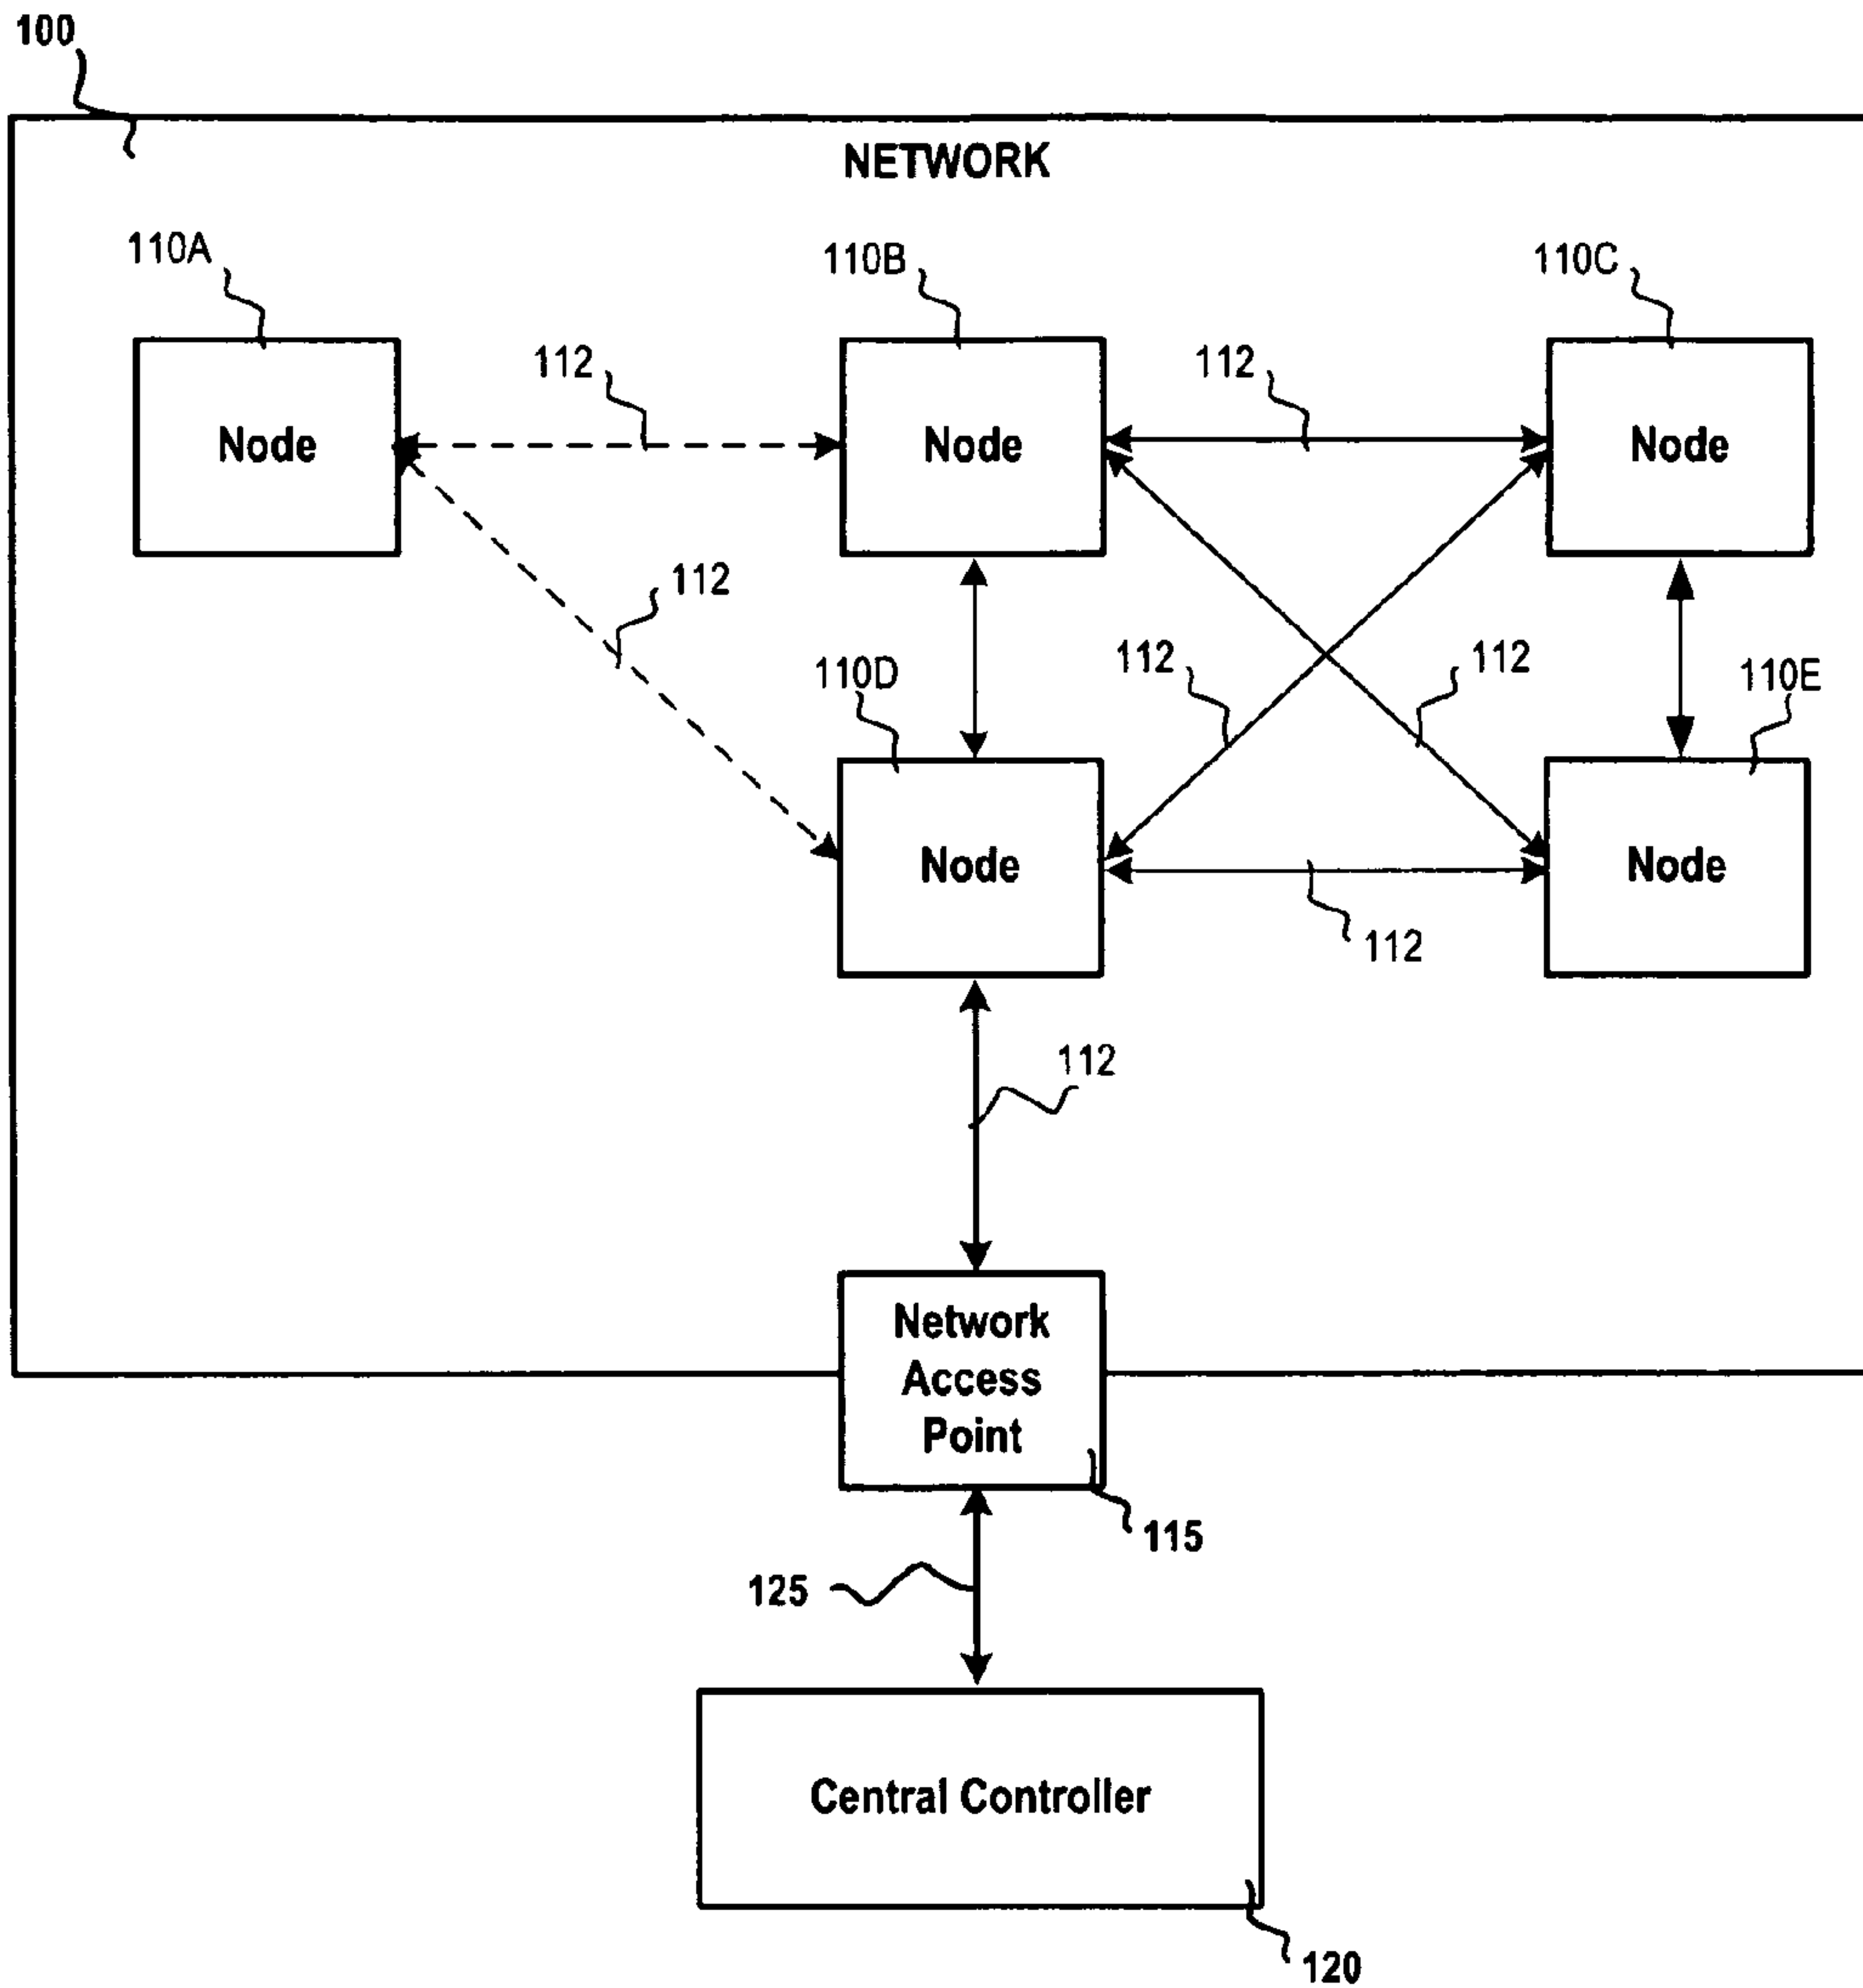 100
NETWORK
110A
110B
110C
112
112
Node
Node
Node
112
112
112
110D
110E
Node
Node
112
112
Network
Access
Point
115
125
Central Controller
120